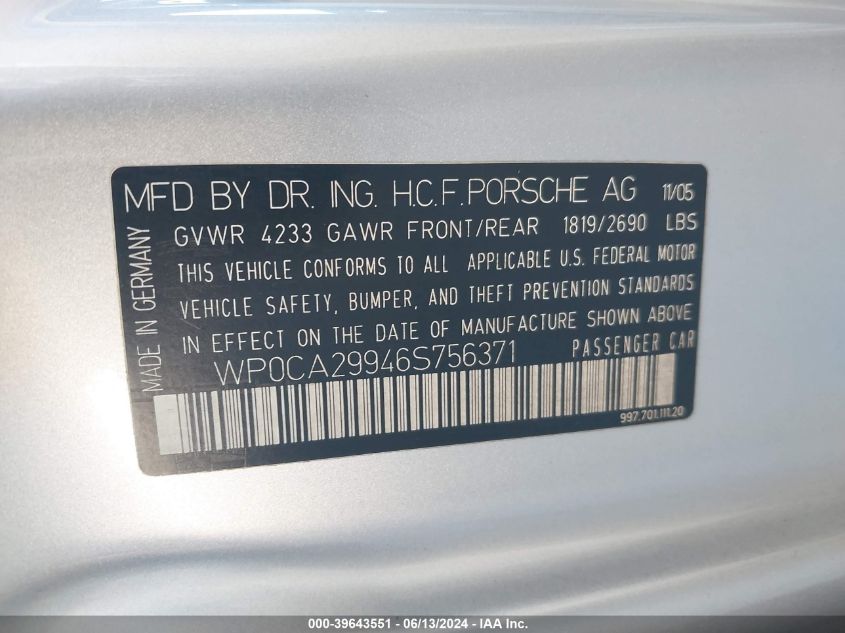 MFD BY DR. ING. H.C.F. PORSCHE AG 11/05
GVWR 4233 GAWR FRONT/REAR 1819/2690 LBS
THIS VEHICLE CONFORMS TO ALL APPLICABLE U.S. FEDERAL MOTOR
VEHICLE SAFETY, BUMPER, AND THEFT PREVENTION STANDARDS
IN EFFECT ON THE DATE OF MANUFACTURE SHOWN ABOVE
WP0CA29946S756371 PASSENGER CAR
997.701.111.20
MADE IN GERMANY
000-39643551 / 06/13/2024 - © IAA, Inc.